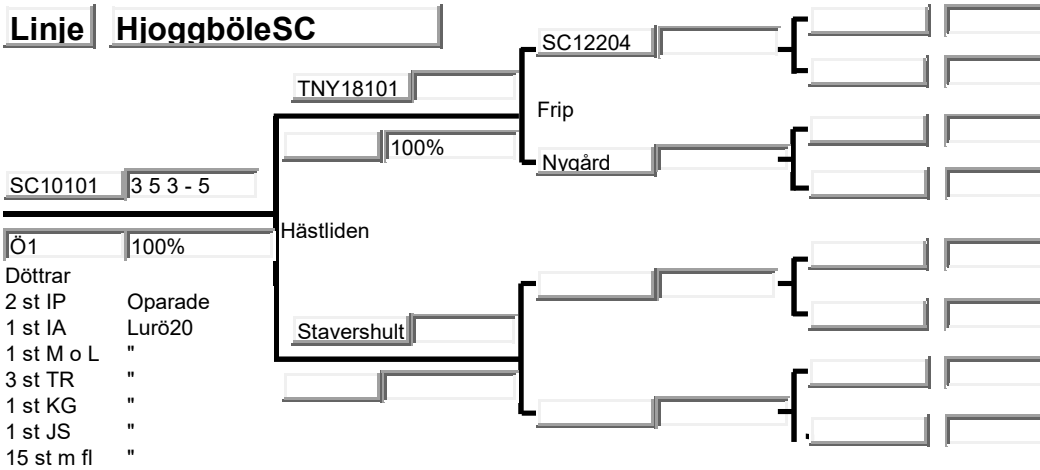 Linje HjoggböleSC
SC12204
TNY18101
Frip
100%
Nygård
SC10101 3 5 3 - 5
Hästliden
Ö1 100%
Döttrar
2 st IP Oparade
1 st IA Lurö20
Stavershult
1 st M o L "
3 st TR "
1 st KG "
1 st JS "
15 st m fl "